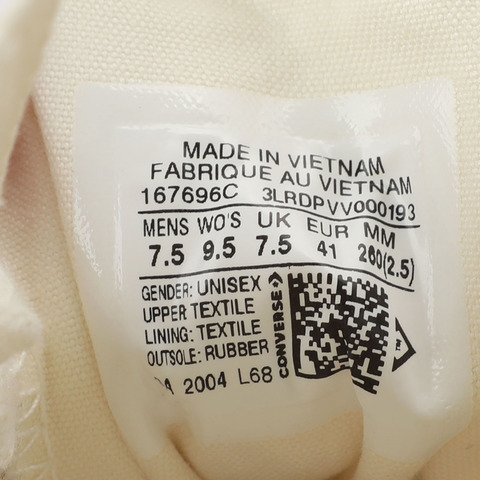 MADE IN VIETNAM
FABRIQUE AU VIETNAM
167696C 3LRDPVV000193
MENS WO'S UK EUR MM
7.5 9.5 7.5 41 260(2.5)
GENDER: UNISEX
UPPER: TEXTILE
LINING: TEXTILE
OUTSOLE: RUBBER
2004 L68
CONVERSE
™